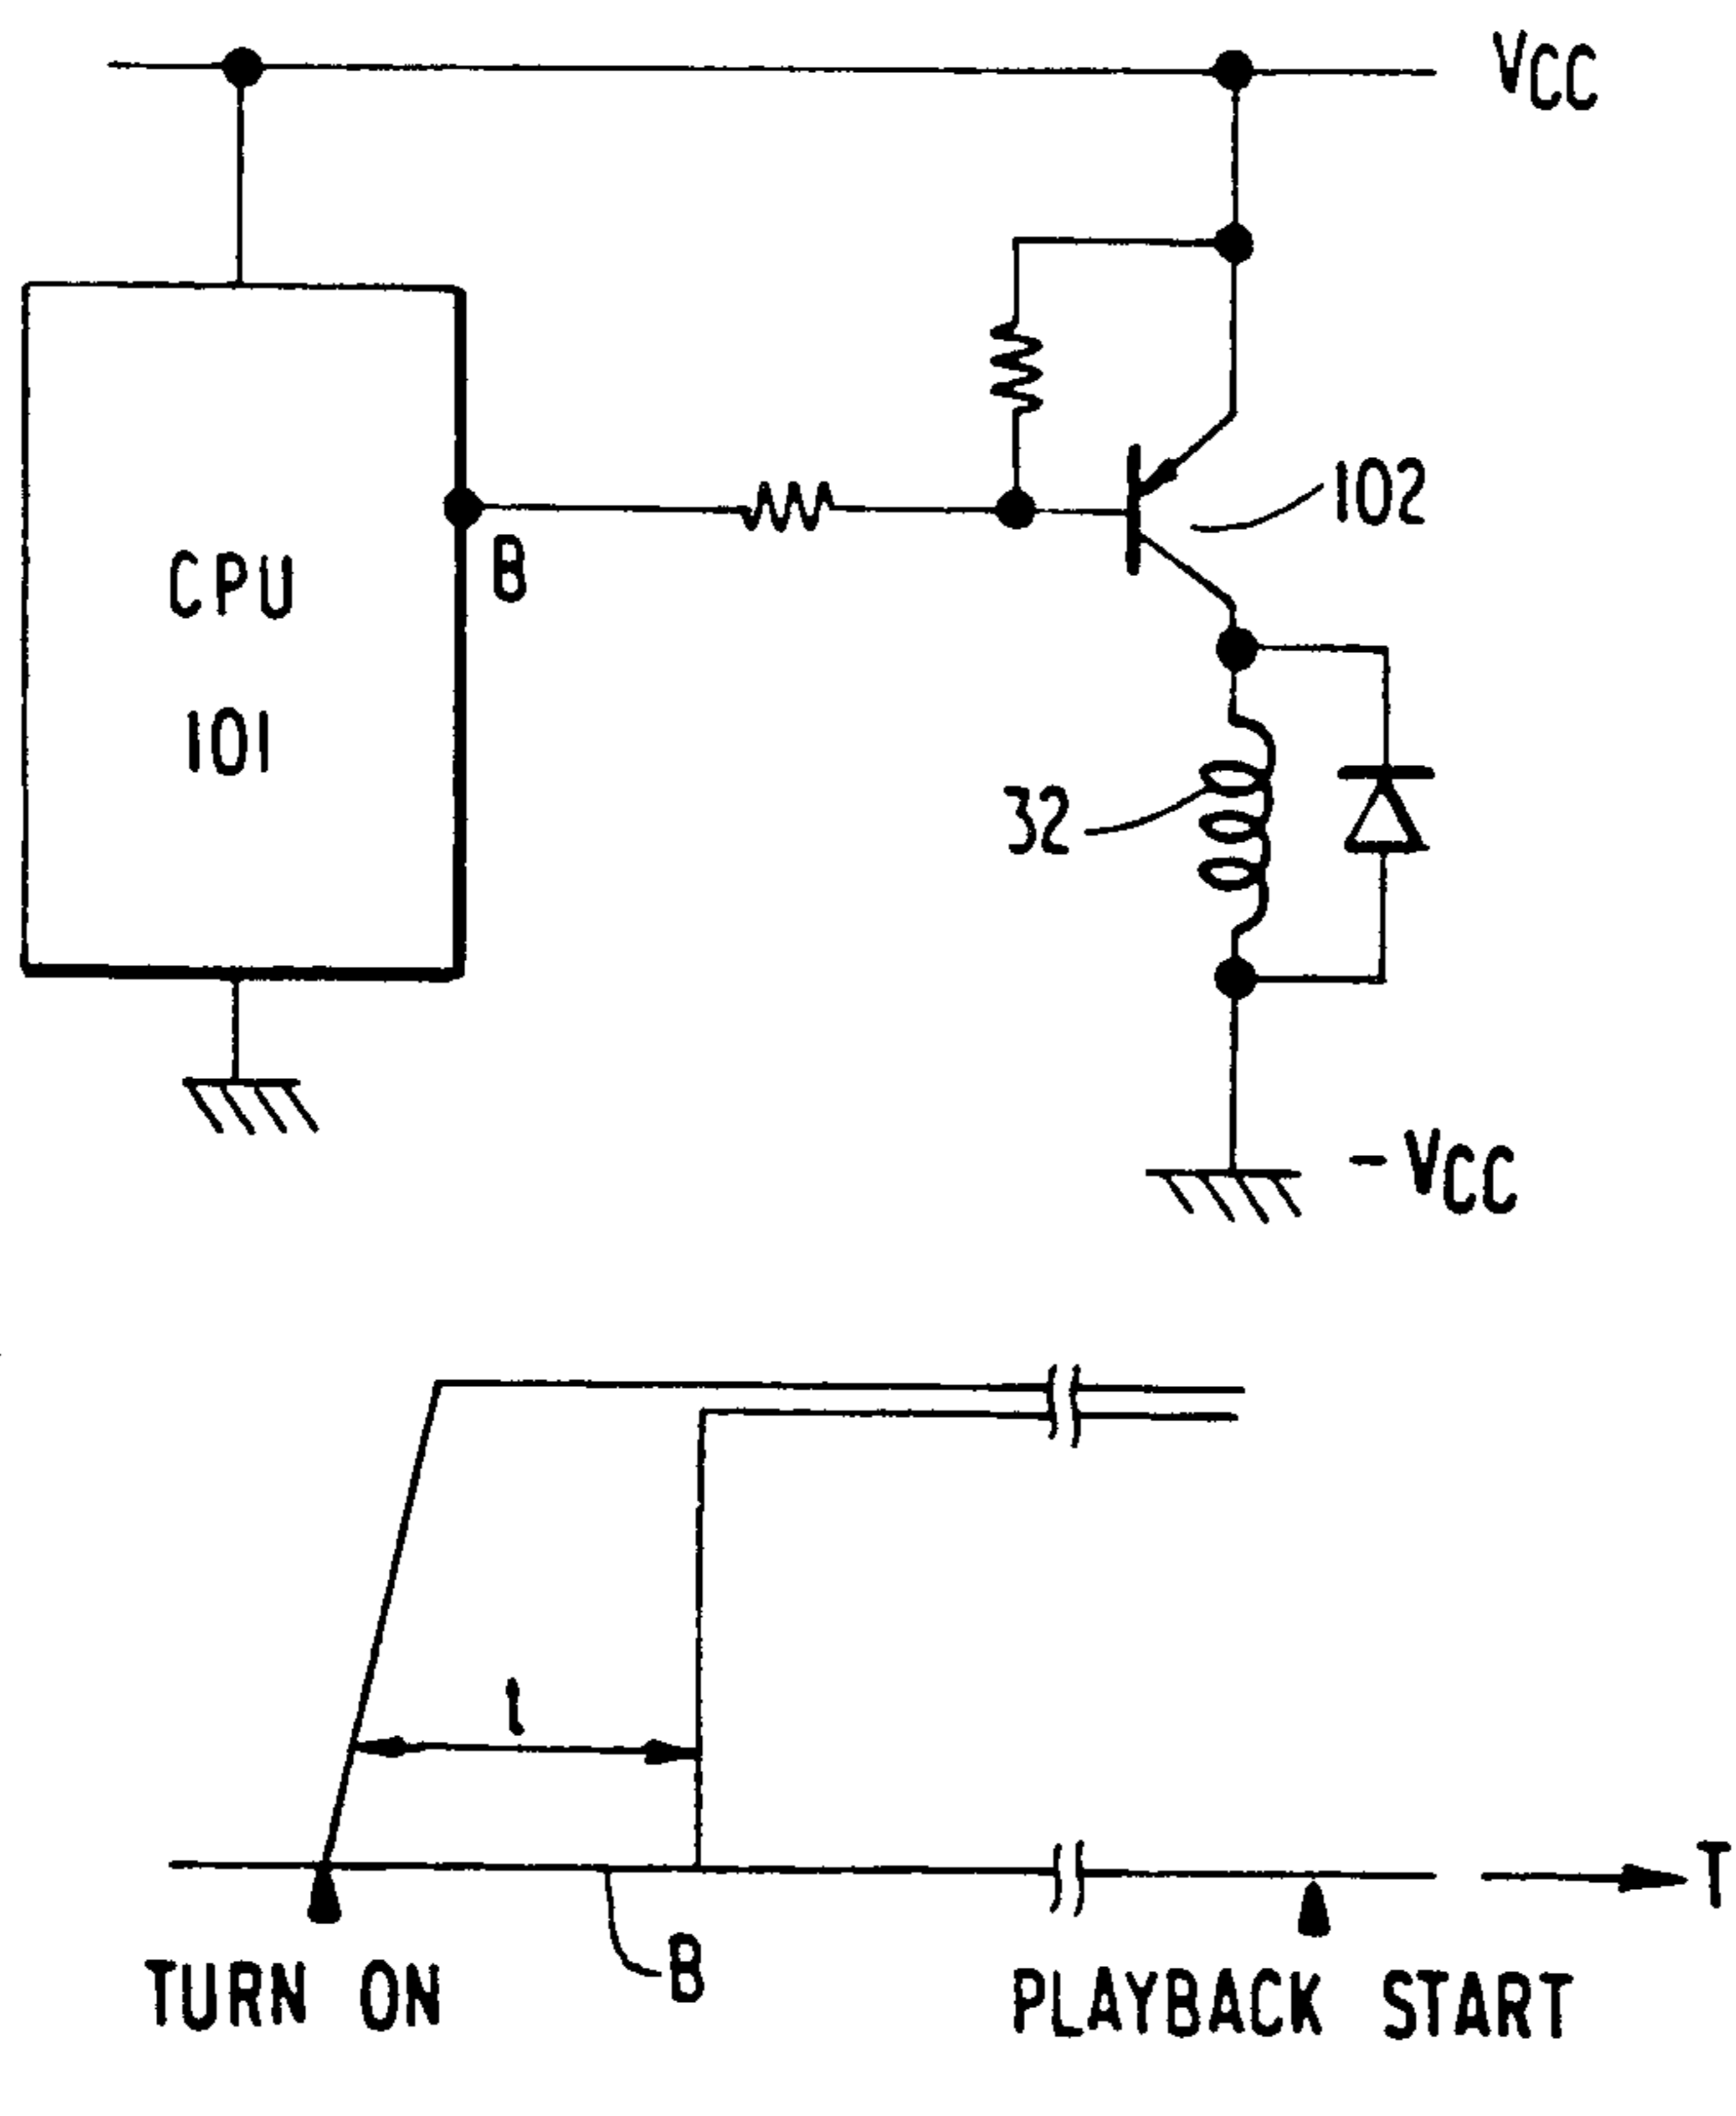 VCC
102
B
CPU
101
32
-VCC
t
T
B
TURN ON
PLAYBACK START